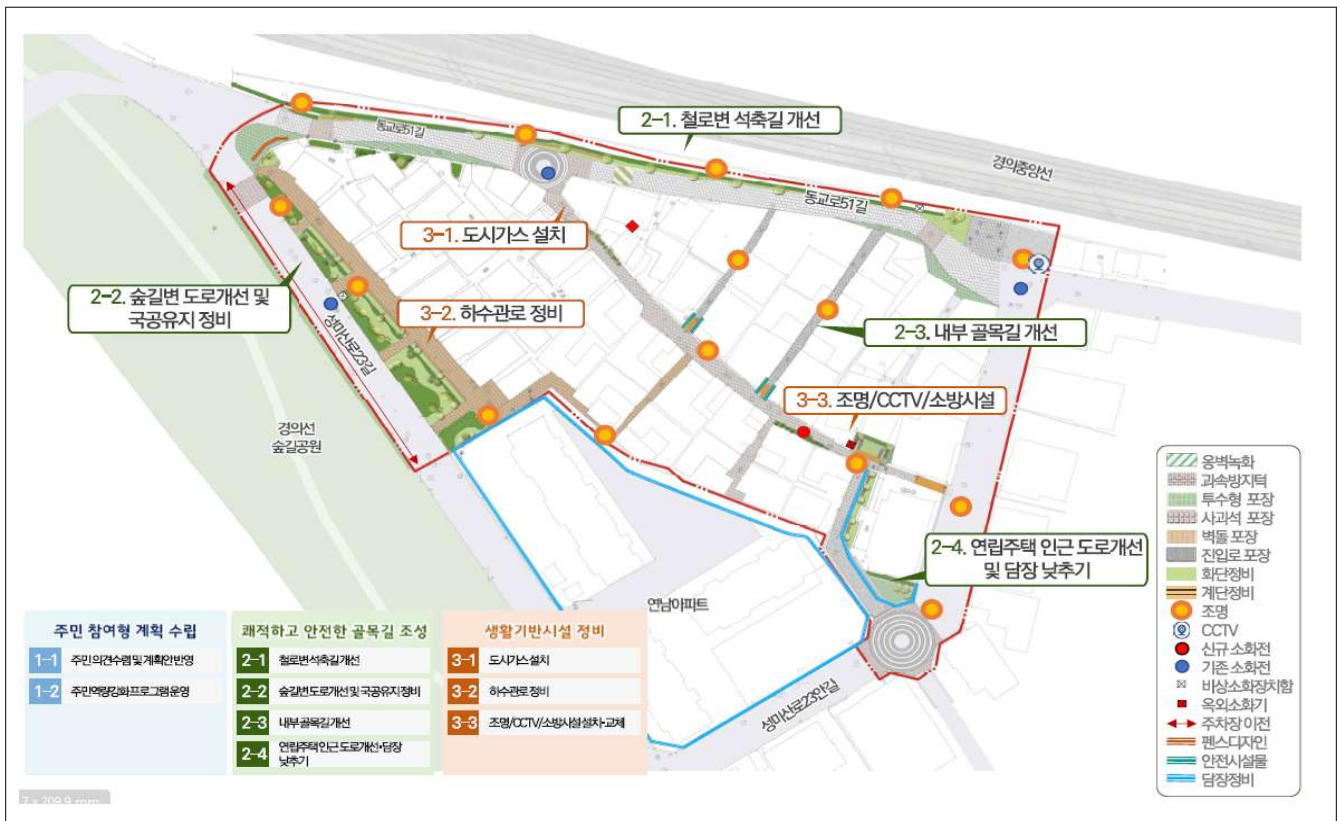 2-1. 철로변 석축길 개선
동교로51길
경의중앙선
동교로51길
3-1. 도시가스 설치
2-2. 숲길변 도로개선 및
국공유지 정비
3-2. 하수관로 정비
성미산로23길
2-3. 내부 골목길 개선
3-3. 조명/CCTV/소방시설
경의선
숲길공원
2-4. 연립주택 인근 도로개선
및 담장 낮추기
연남아파트
성미산로23안길
옹벽녹화
과속방지턱
투수형 포장
사괴석 포장
벽돌 포장
진입로 포장
화단정비
계단정비
조명
CCTV
신규 소화전
기존 소화전
비상소화장치함
옥외소화기
주차장 이전
펜스디자인
안전시설물
담장정비
주민 참여형 계획 수립
1-1 주민의견수렴 및 계획안 반영
1-2 주민역량강화프로그램 운영
쾌적하고 안전한 골목길 조성
2-1 철로변 석축길 개선
2-2 숲길변 도로개선 및 국공유지 정비
2-3 내부 골목길 개선
2-4 연립주택 인근 도로개선•담장
낮추기
생활기반시설 정비
3-1 도시가스 설치
3-2 하수관로 정비
3-3 조명/CCTV/소방시설 설치•교체
7 x 209.9 mm